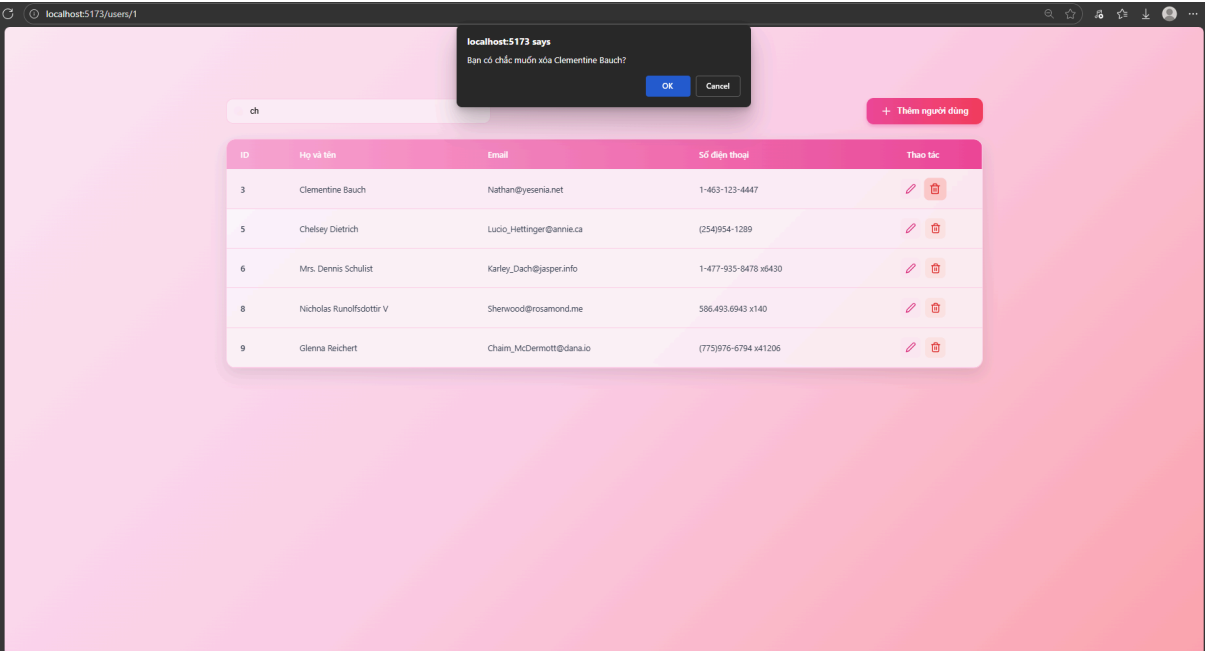 localhost:5173/users/1
localhost:5173 says
Bạn có chắc muốn xóa Clementine Bauch?
OK Cancel
ch
+ Thêm người dùng
ID Họ và tên Email Số điện thoại Thao tác
3 Clementine Bauch Nathan@yesenia.net 1-463-123-4447
5 Chelsey Dietrich Lucio_Hettinger@annie.ca (254)954-1289
6 Mrs. Dennis Schulist Karley_Dach@jasper.info 1-477-935-8478 x6430
8 Nicholas Runolfsdottir V Sherwood@rosamond.me 586.493.6943 x140
9 Glenna Reichert Chaim_McDermott@dana.io (775)976-6794 x41206